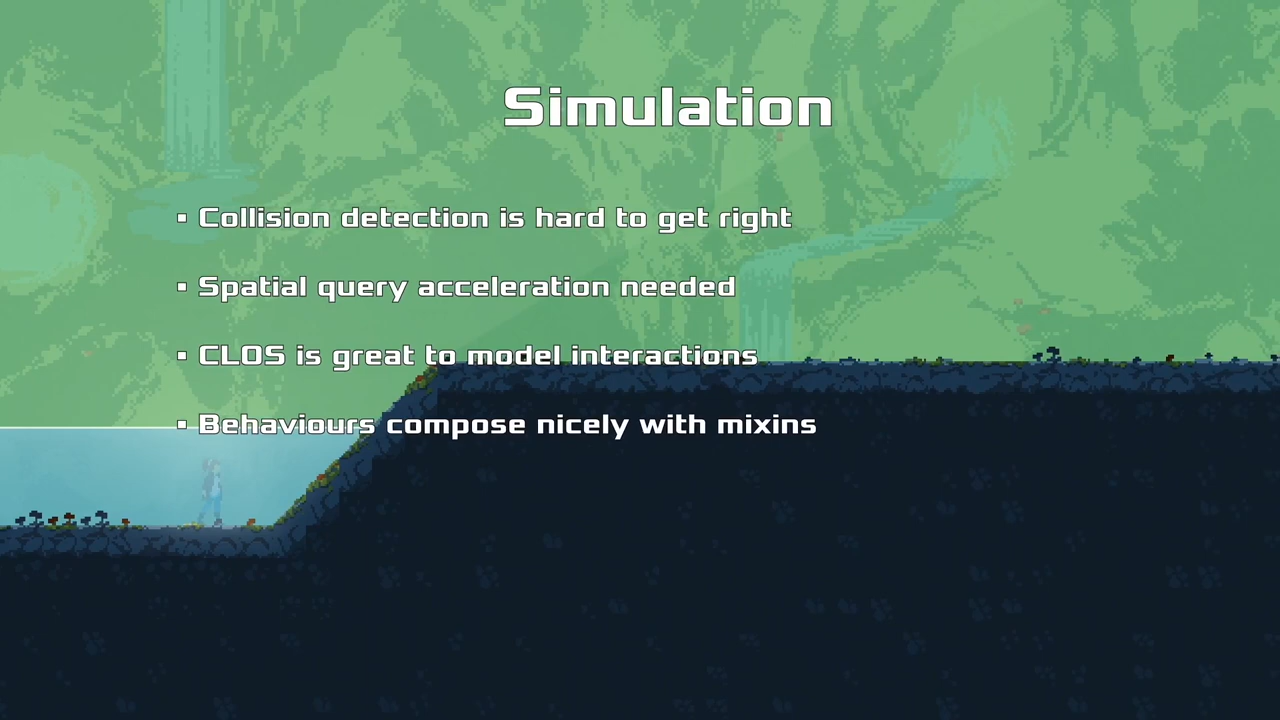 Simulation
▪ Collision detection is hard to get right
▪ Spatial query acceleration needed
▪ CLOS is great to model interactions
▪ Behaviours compose nicely with mixins